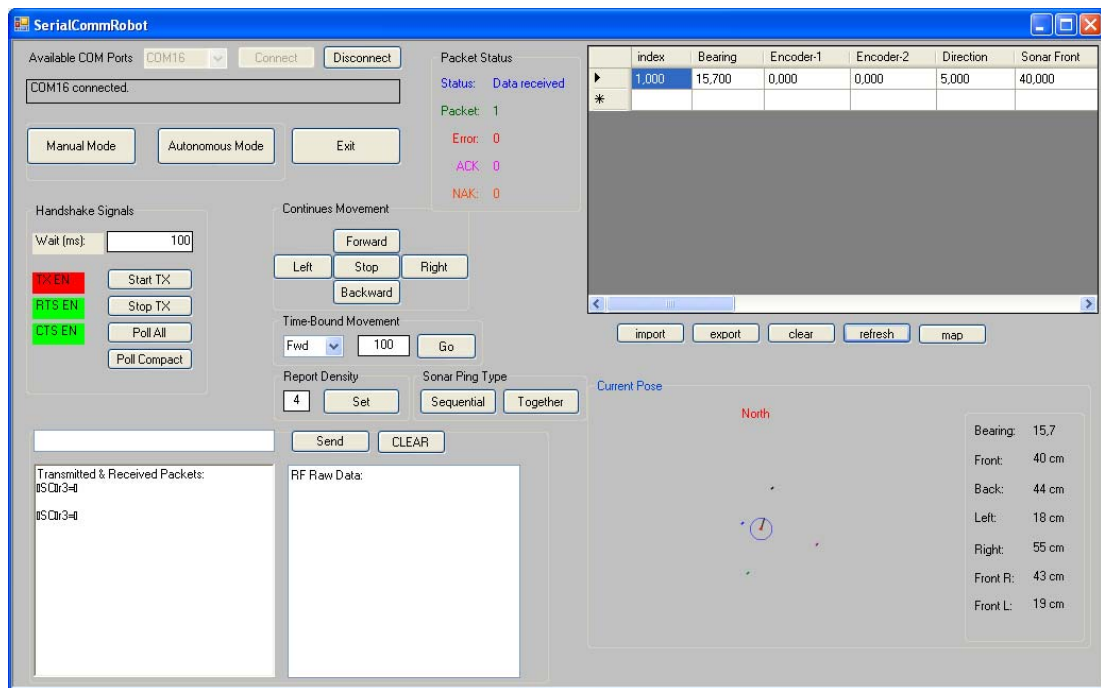 SerialCommRobot
Available COM Ports COM16 Connect Disconnect
COM16 connected.
Manual Mode Autonomous Mode Exit
Packet Status
Status: Data received
Packet: 1
Error: 0
ACK 0
NAK: 0
index Bearing Encoder-1 Encoder-2 Direction Sonar Front
1,000 15,700 0,000 0,000 5,000 40,000
import export clear refresh map
Handshake Signals
Wait (ms): 100
TX EN Start TX
RTS EN Stop TX
CTS EN Poll All
Poll Compact
Continues Movement
Forward
Left Stop Right
Backward
Time-Bound Movement
Fwd 100 Go
Report Density
4 Set
Sonar Ping Type
Sequential Together
Send CLEAR
Transmitted & Received Packets:
▯SC▯r3=▯
▯SC▯r3=▯
RF Raw Data:
Current Pose
North
Bearing: 15,7
Front: 40 cm
Back: 44 cm
Left: 18 cm
Right: 55 cm
Front R: 43 cm
Front L: 19 cm